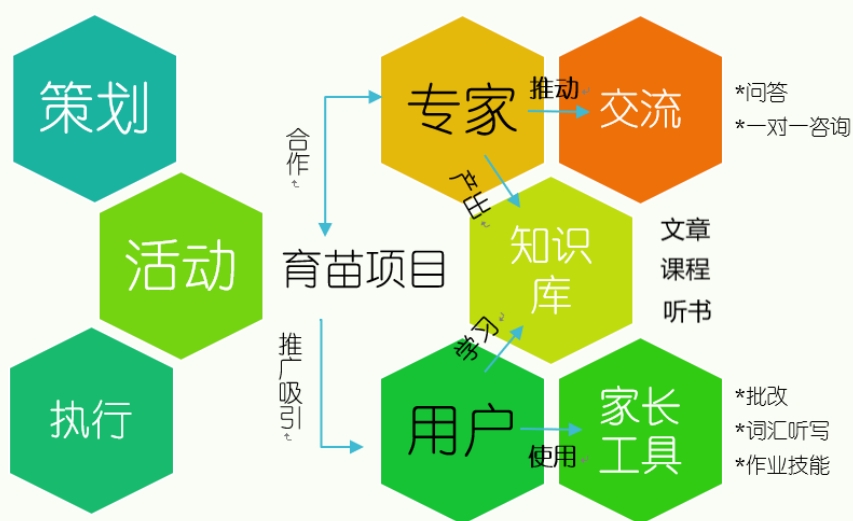 策划
活动
执行
合作
育苗项目
推广吸引
专家
推动
交流
*问答
*一对一咨询
产出
知识
库
文章
课程
听书
学习
用户
使用
家长
工具
*批改
*词汇听写
*作业技能